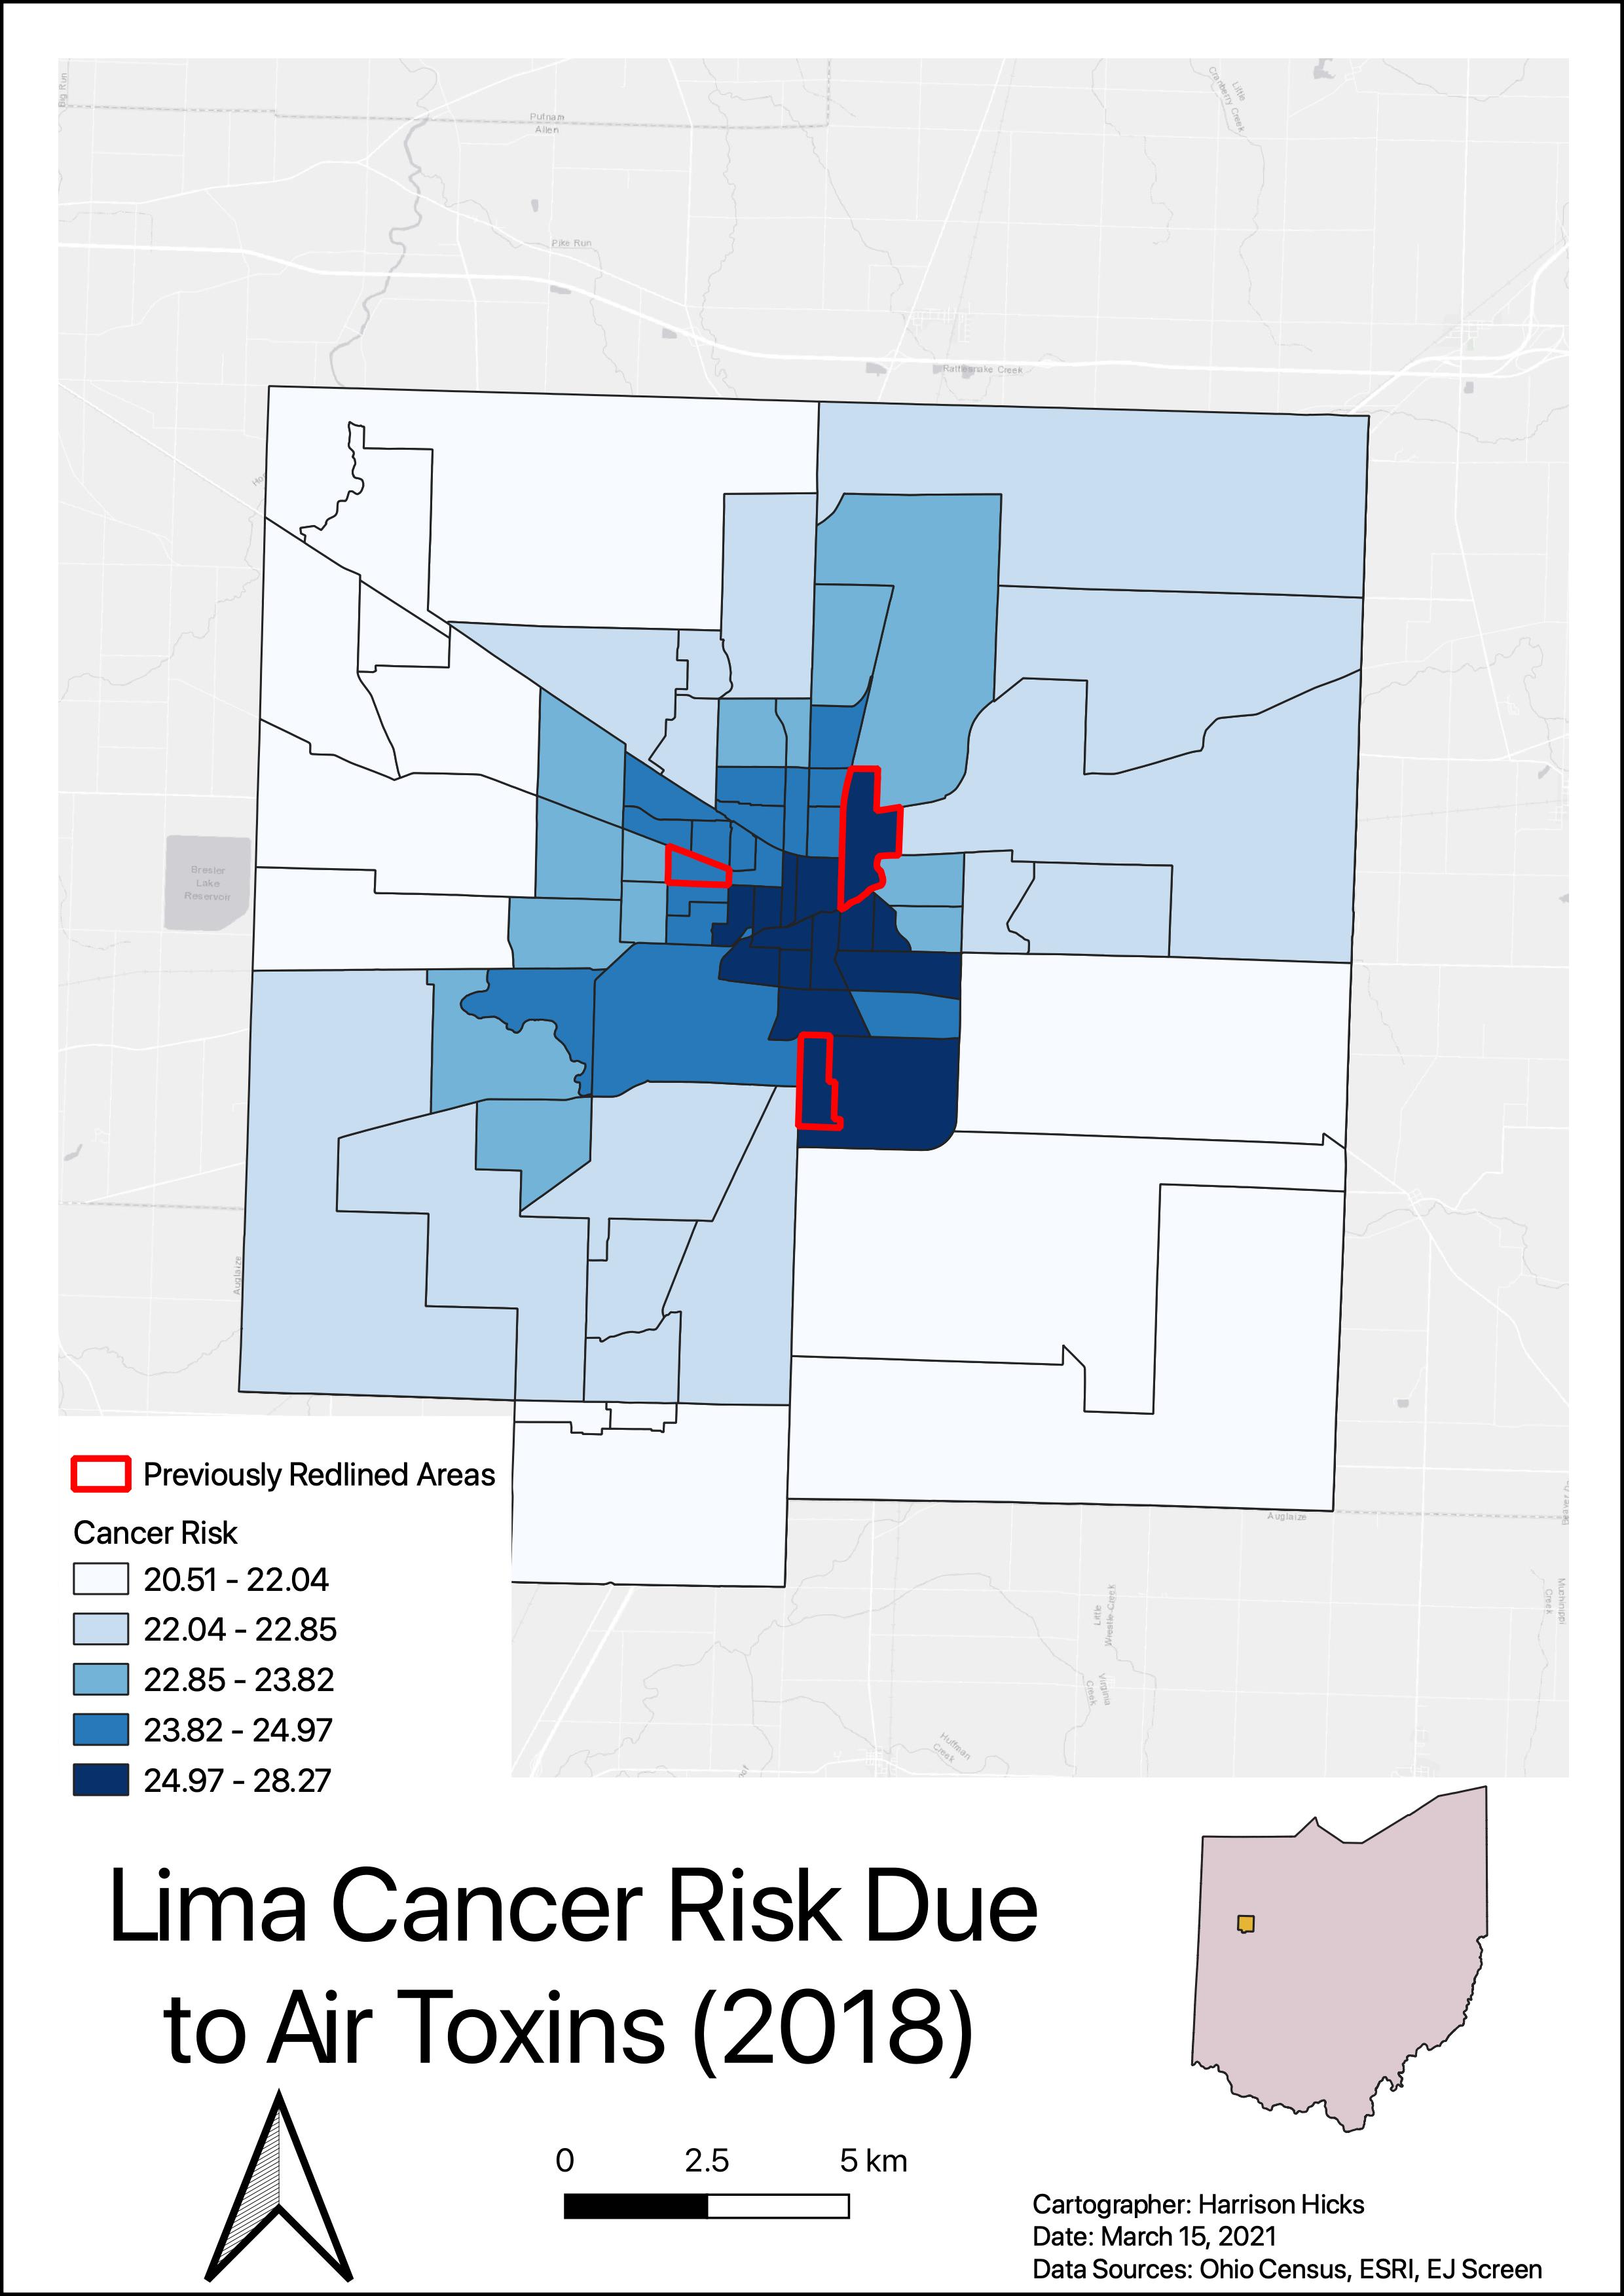 Big Run
Putnam
Allen
Little
Cranberry Creek
Pike Run
Rattlesnake Creek
Bresler
Lake
Reservoir
Auglaize
Auglaize
Little
Wrestle Creek
Virginia
Creek
Huffman
Creek
Previously Redlined Areas
Cancer Risk
20.51 - 22.04
22.04 - 22.85
22.85 - 23.82
23.82 - 24.97
24.97 - 28.27
Lima Cancer Risk Due
to Air Toxins (2018)
0 2.5 5 km
Cartographer: Harrison Hicks
Date: March 15, 2021
Data Sources: Ohio Census, ESRI, EJ Screen